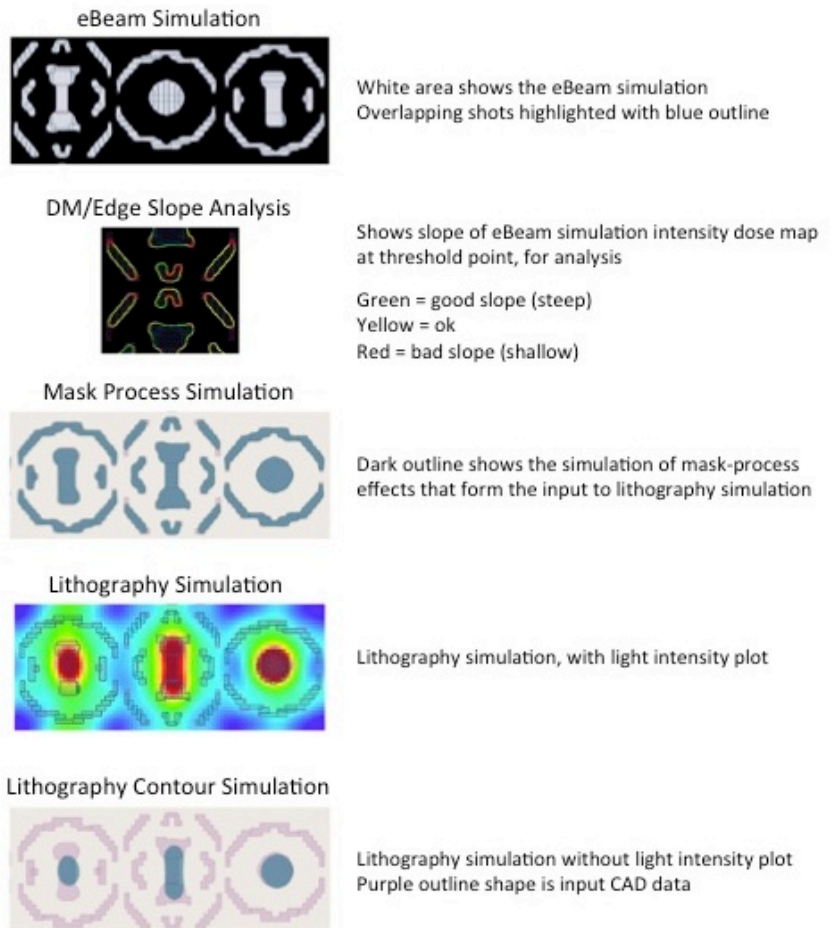 eBeam Simulation
White area shows the eBeam simulation
Overlapping shots highlighted with blue outline
DM/Edge Slope Analysis
Shows slope of eBeam simulation intensity dose map
at threshold point, for analysis
Green = good slope (steep)
Yellow = ok
Red = bad slope (shallow)
Mask Process Simulation
Dark outline shows the simulation of mask-process
effects that form the input to lithography simulation
Lithography Simulation
Lithography simulation, with light intensity plot
Lithography Contour Simulation
Lithography simulation without light intensity plot
Purple outline shape is input CAD data